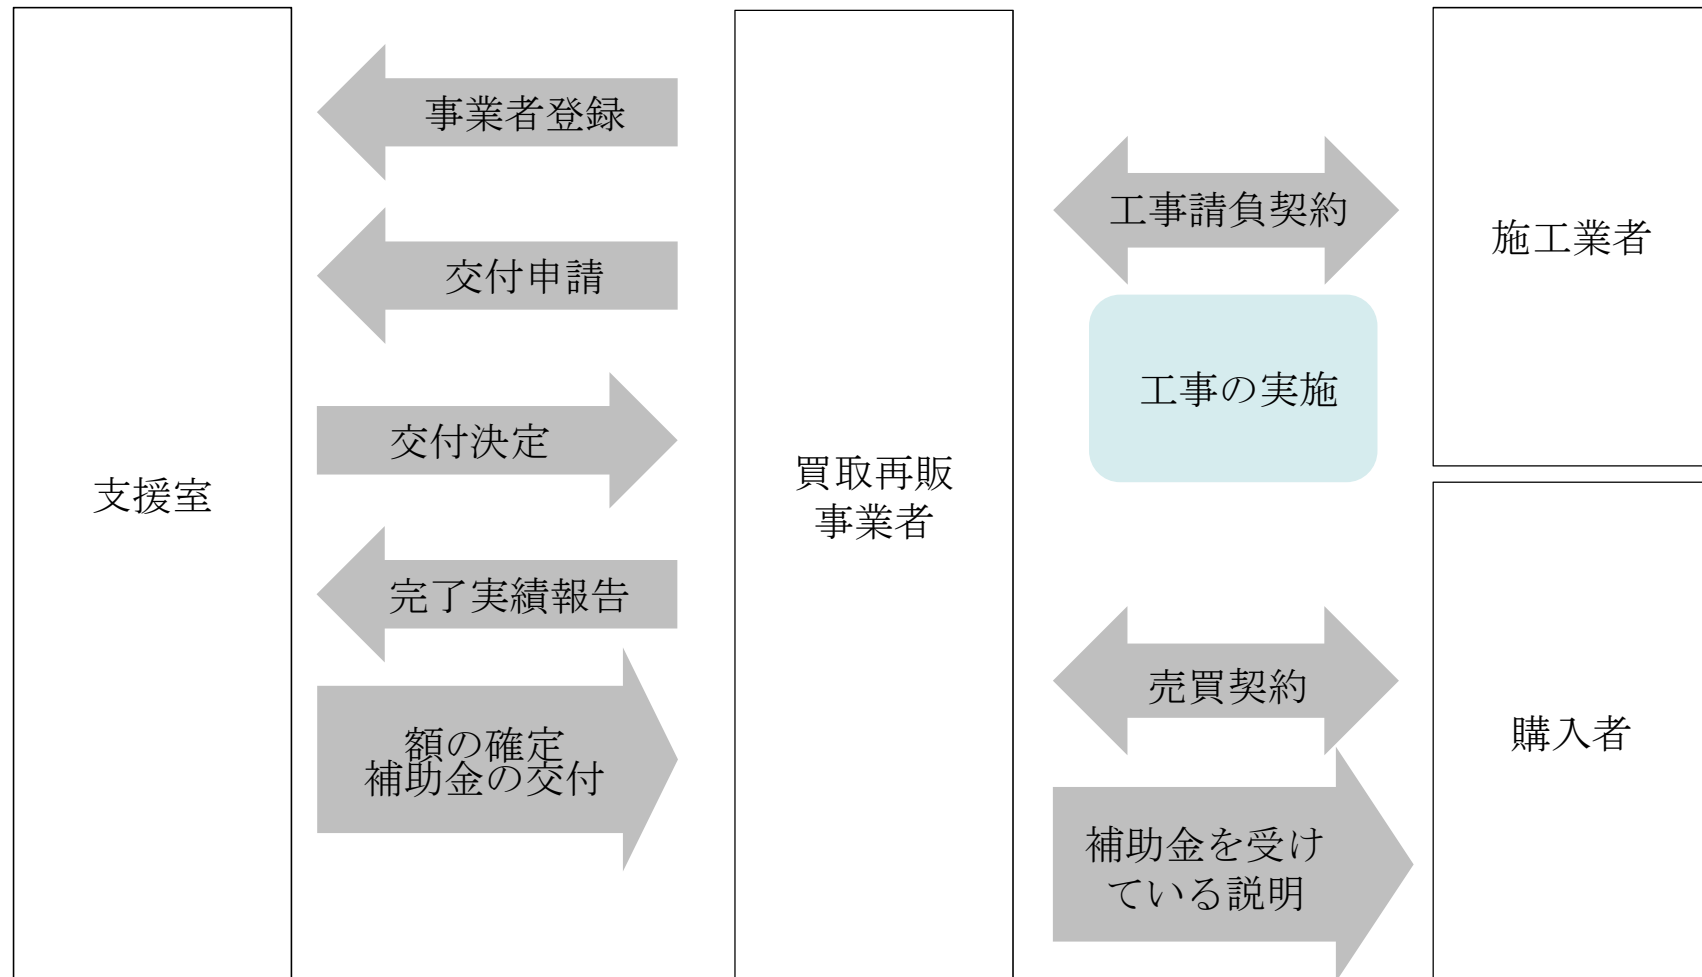 支援室
事業者登録
交付申請
交付決定
完了実績報告
額の確定
補助金の交付
買取再販
事業者
工事請負契約
工事の実施
売買契約
補助金を受け
ている説明
施工業者
購入者